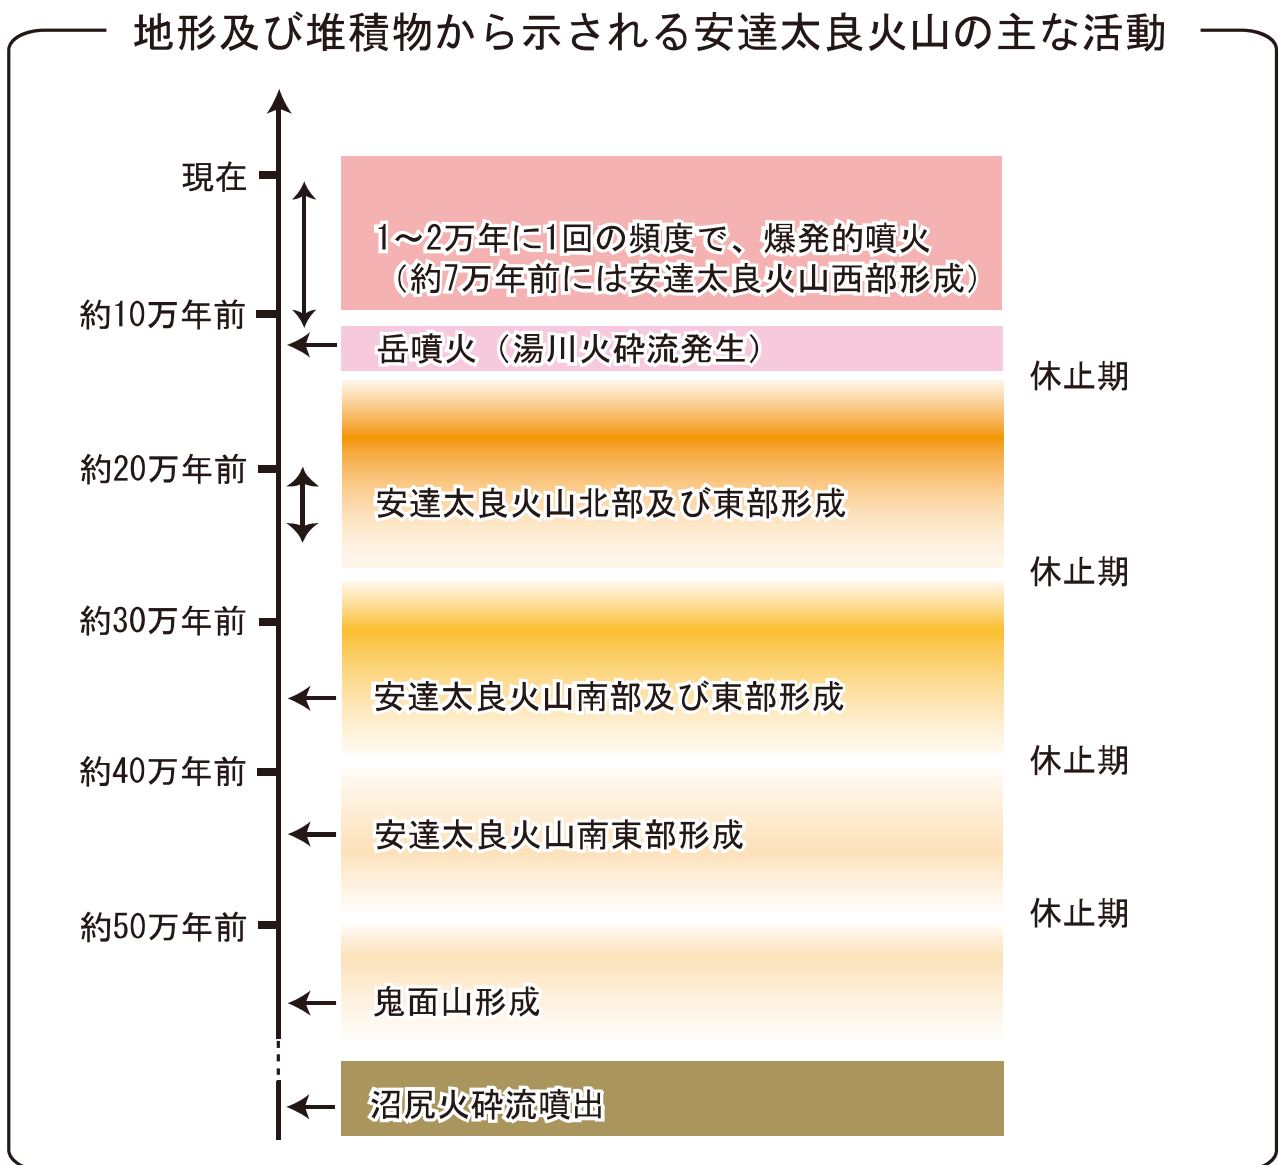 地形及び堆積物から示される安達太良火山の主な活動
現在
1～2万年に1回の頻度で、爆発的噴火
（約7万年前には安達太良火山西部形成）
約10万年前
岳噴火（湯川火砕流発生）
休止期
約20万年前
安達太良火山北部及び東部形成
休止期
約30万年前
安達太良火山南部及び東部形成
休止期
約40万年前
安達太良火山南東部形成
休止期
約50万年前
鬼面山形成
沼尻火砕流噴出